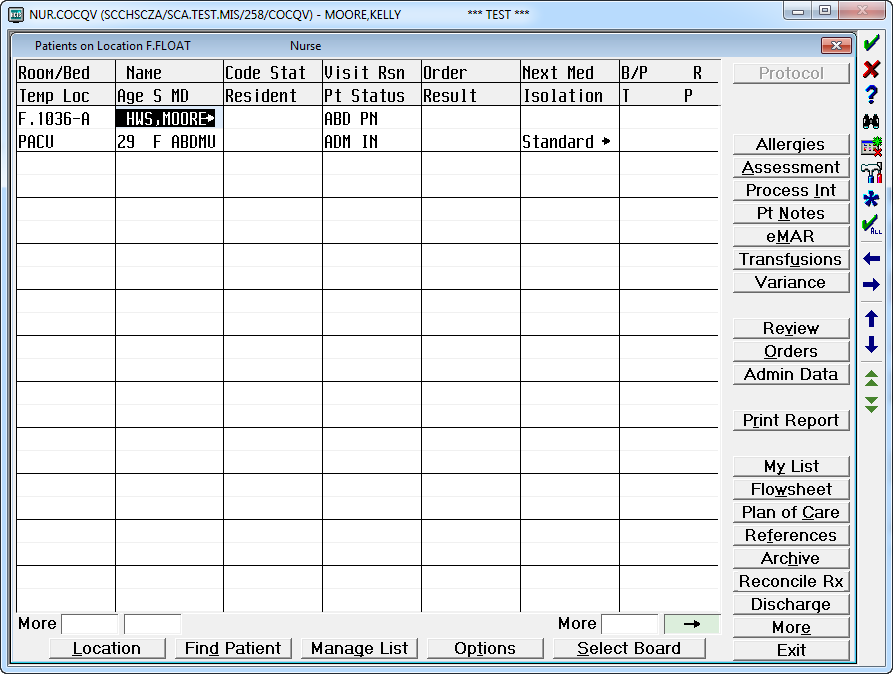 NUR.COCQV (SCCHSCZA/SCA.TEST.MIS/258/COCQV) - MOORE,KELLY *** TEST ***
Patients on Location F.FLOAT Nurse
Room/Bed Name Code Stat Visit Rsn Order Next Med B/P R
Temp Loc Age S MD Resident Pt Status Result Isolation T P
F.1036-A HWS,MOORE ABD PN
PACU 29 F ABDMU ADM IN Standard
Protocol
Allergies
Assessment
Process Int
Pt Notes
eMAR
Transfusions
Variance
Review
Orders
Admin Data
Print Report
My List
Flowsheet
Plan of Care
References
Archive
Reconcile Rx
Discharge
More
Exit
ALL
More More
Location Find Patient Manage List Options Select Board